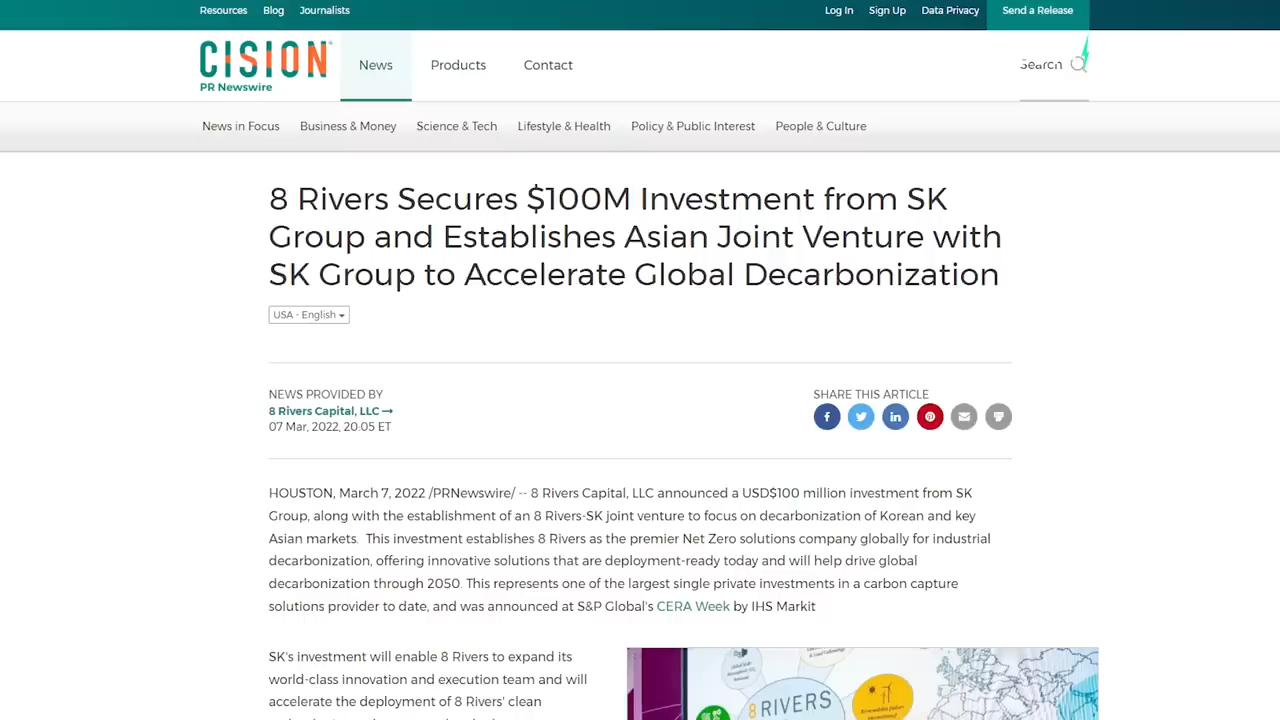 Resources Blog Journalists Log In Sign Up Data Privacy Send a Release
CISION
PR Newswire
News Products Contact Search
News in Focus Business & Money Science & Tech Lifestyle & Health Policy & Public Interest People & Culture
8 Rivers Secures $100M Investment from SK
Group and Establishes Asian Joint Venture with
SK Group to Accelerate Global Decarbonization
USA - English
NEWS PROVIDED BY
8 Rivers Capital, LLC →
07 Mar, 2022, 20:05 ET
SHARE THIS ARTICLE
HOUSTON, March 7, 2022 /PRNewswire/ -- 8 Rivers Capital, LLC announced a USD$100 million investment from SK
Group, along with the establishment of an 8 Rivers-SK joint venture to focus on decarbonization of Korean and key
Asian markets.  This investment establishes 8 Rivers as the premier Net Zero solutions company globally for industrial
decarbonization, offering innovative solutions that are deployment-ready today and will help drive global
decarbonization through 2050. This represents one of the largest single private investments in a carbon capture
solutions provider to date, and was announced at S&P Global's CERA Week by IHS Markit
SK's investment will enable 8 Rivers to expand its
world-class innovation and execution team and will
accelerate the deployment of 8 Rivers' clean
8 RIVERS